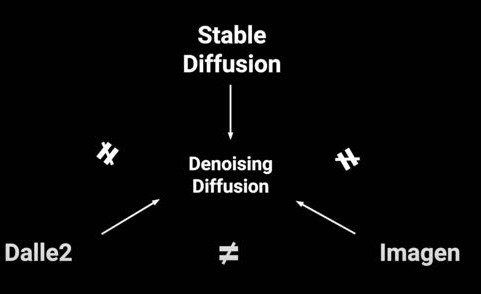 Stable
Diffusion
≠
≠
Denoising
Diffusion
Dalle2
≠
Imagen